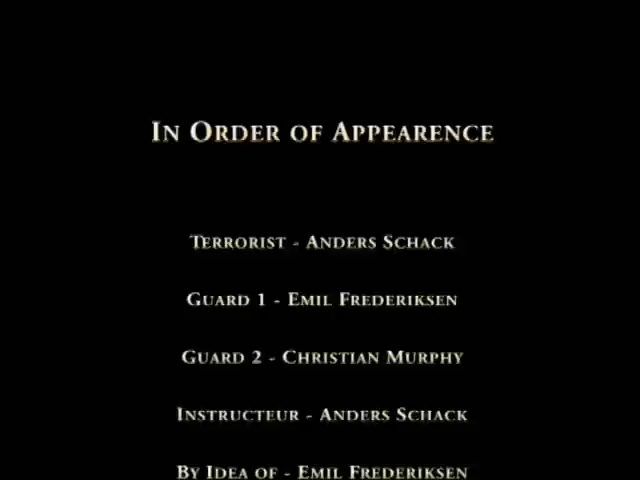 In Order of Appearence
Terrorist - Anders Schack
Guard 1 - Emil Frederiksen
Guard 2 - Christian Murphy
Instructeur - Anders Schack
By Idea of - Emil Frederiksen